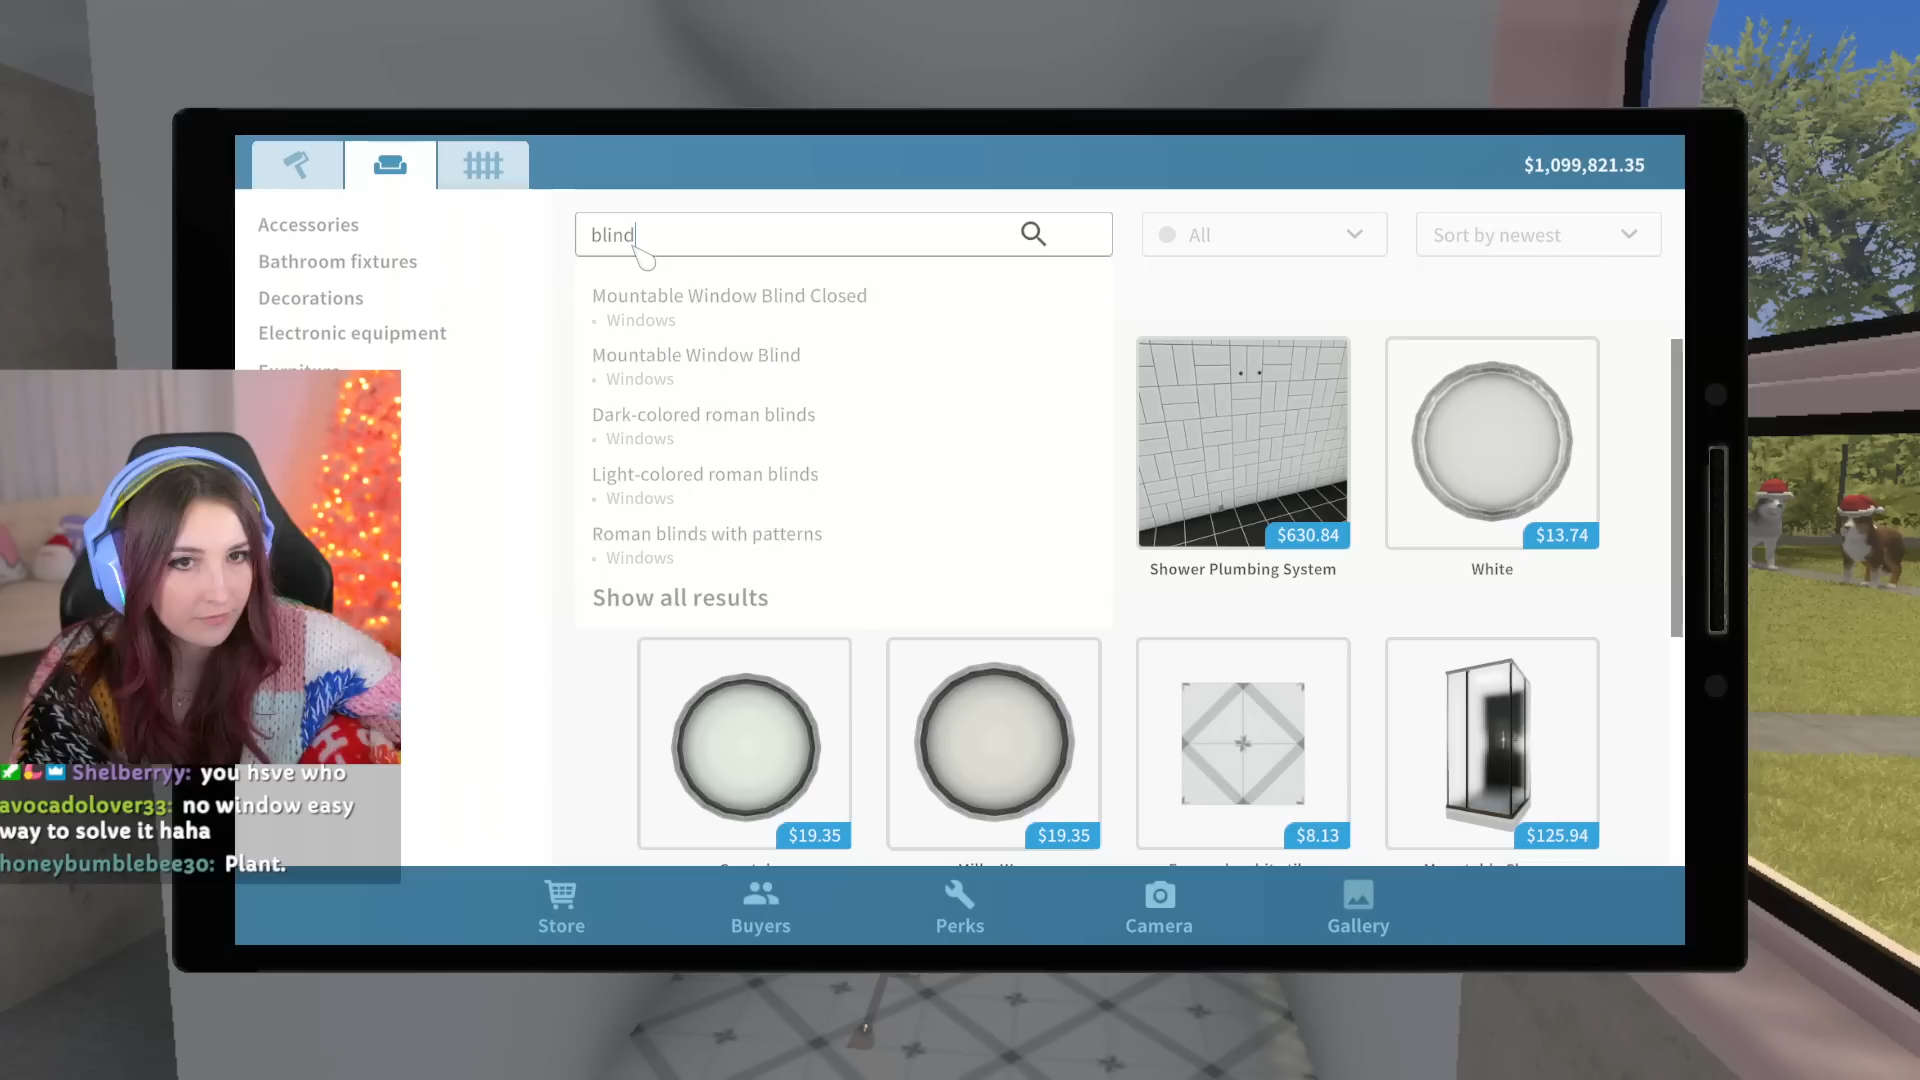 $1,099,821.35
Accessories
Bathroom fixtures
Decorations
Electronic equipment
Furniture
blind
All
Sort by newest
Mountable Window Blind Closed
• Windows
Mountable Window Blind
• Windows
Dark-colored roman blinds
• Windows
Light-colored roman blinds
• Windows
Roman blinds with patterns
• Windows
Show all results
$630.84
Shower Plumbing System
$13.74
White
$19.35
$19.35
$8.13
$125.94
Shelberryy: you hsve who
avocadolover33: no window easy
way to solve it haha
honeybumblebee30: Plant.
Store
Buyers
Perks
Camera
Gallery